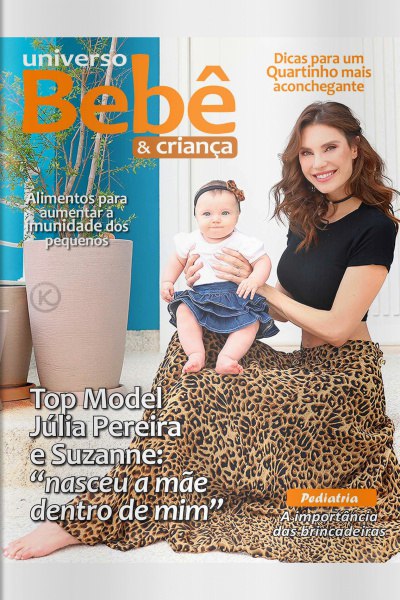 universo
Bebê
& criança
Dicas para um
Quartinho mais
aconchegante
Alimentos para
aumentar a
imunidade dos
pequenos
K
Top Model
Júlia Pereira
e Suzanne:
“nasceu a mãe
dentro de mim”
Pediatria
A importância
das brincadeiras